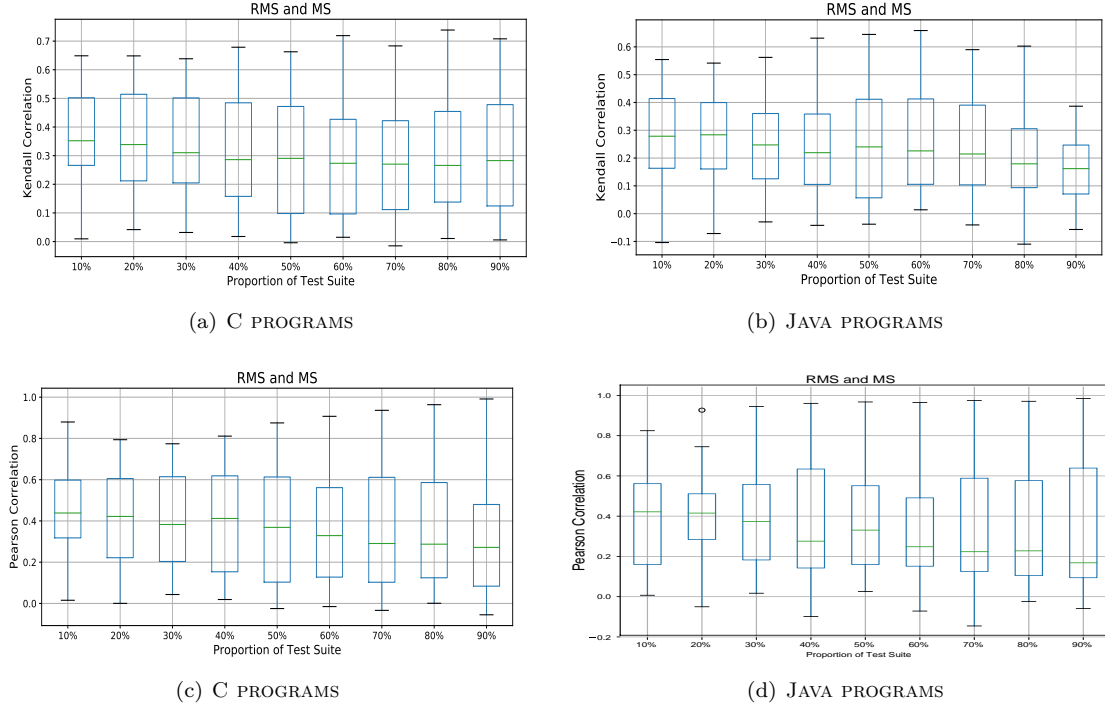 RMS and MS
Kendall Correlation
0.7
0.6
0.5
0.4
0.3
0.2
0.1
0.0
10% 20% 30% 40% 50% 60% 70% 80% 90%
Proportion of Test Suite
(a) C PROGRAMS
RMS and MS
Kendall Correlation
0.6
0.5
0.4
0.3
0.2
0.1
0.0
−0.1
10% 20% 30% 40% 50% 60% 70% 80% 90%
Proportion of Test Suite
(b) JAVA PROGRAMS
RMS and MS
Pearson Correlation
1.0
0.8
0.6
0.4
0.2
0.0
10% 20% 30% 40% 50% 60% 70% 80% 90%
Proportion of Test Suite
(c) C PROGRAMS
RMS and MS
Pearson Correlation
1.0
0.8
0.6
0.4
0.2
0.0
−0.2
10% 20% 30% 40% 50% 60% 70% 80% 90%
Proportion of Test Suite
(d) JAVA PROGRAMS